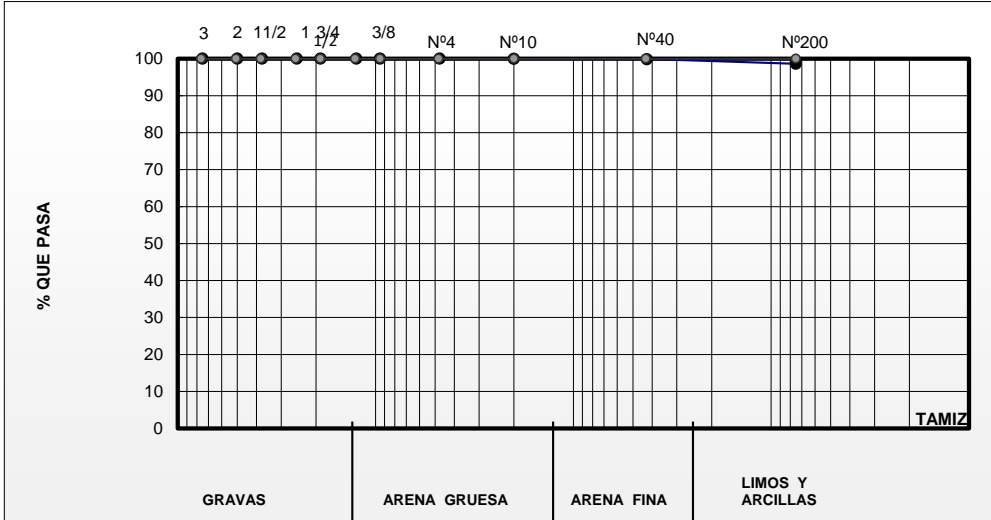 3 2 11/2 1 3/4 1/2 3/8 Nº4 Nº10 Nº40 Nº200
100
90
80
70
60
50
40
30
20
10
0
% QUE PASA
TAMIZ
GRAVAS
ARENA GRUESA
ARENA FINA
LIMOS Y
ARCILLAS